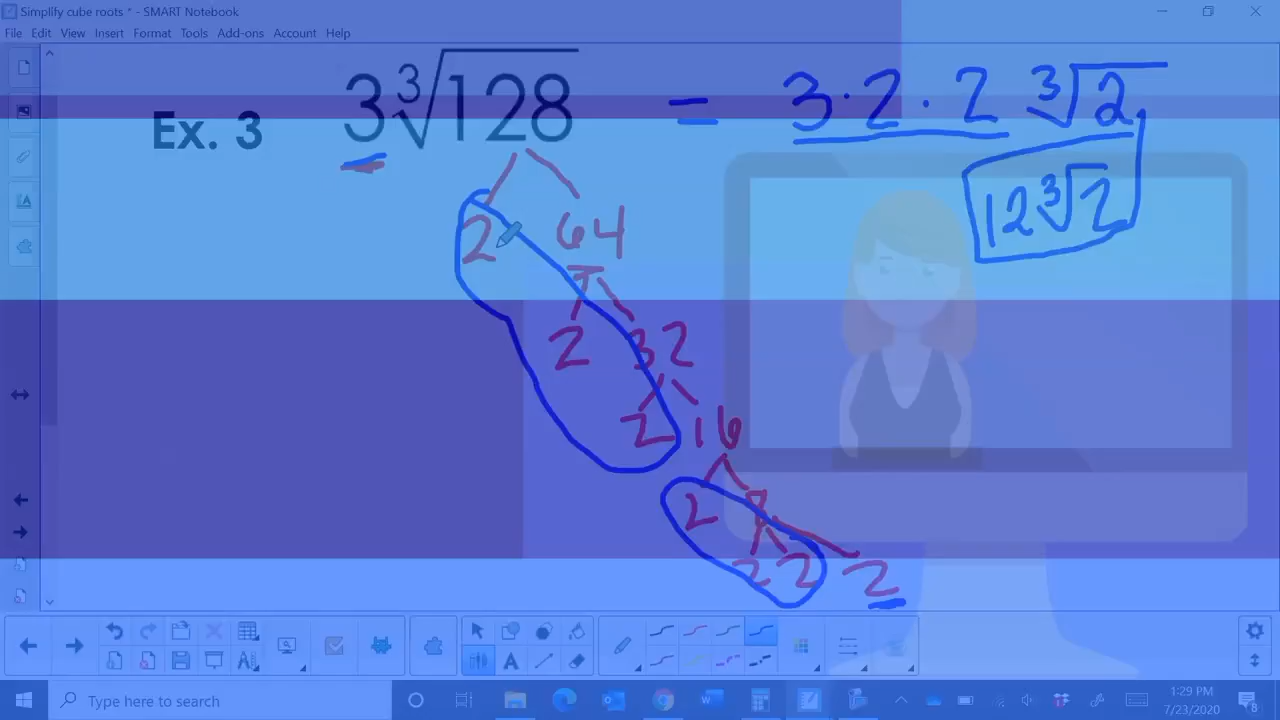 Simplify cube roots * - SMART Notebook
File Edit View Insert Format Tools Add-ons Account Help
Ex. 3 3∛128 = 3·2·2 ∛2
12∛2
2 64
2 32
2 16
2 8
2 2 2
Type here to search
1:29 PM
7/23/2020
8